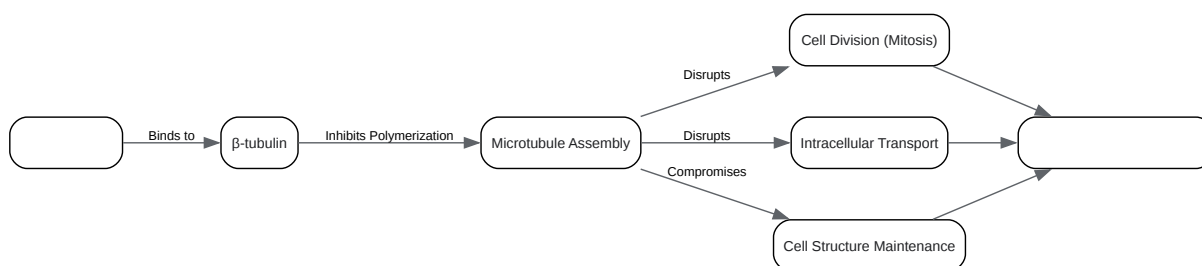 Cell Division (Mitosis)
Disrupts
Binds to
β-tubulin
Inhibits Polymerization
Microtubule Assembly
Disrupts
Intracellular Transport
Compromises
Cell Structure Maintenance